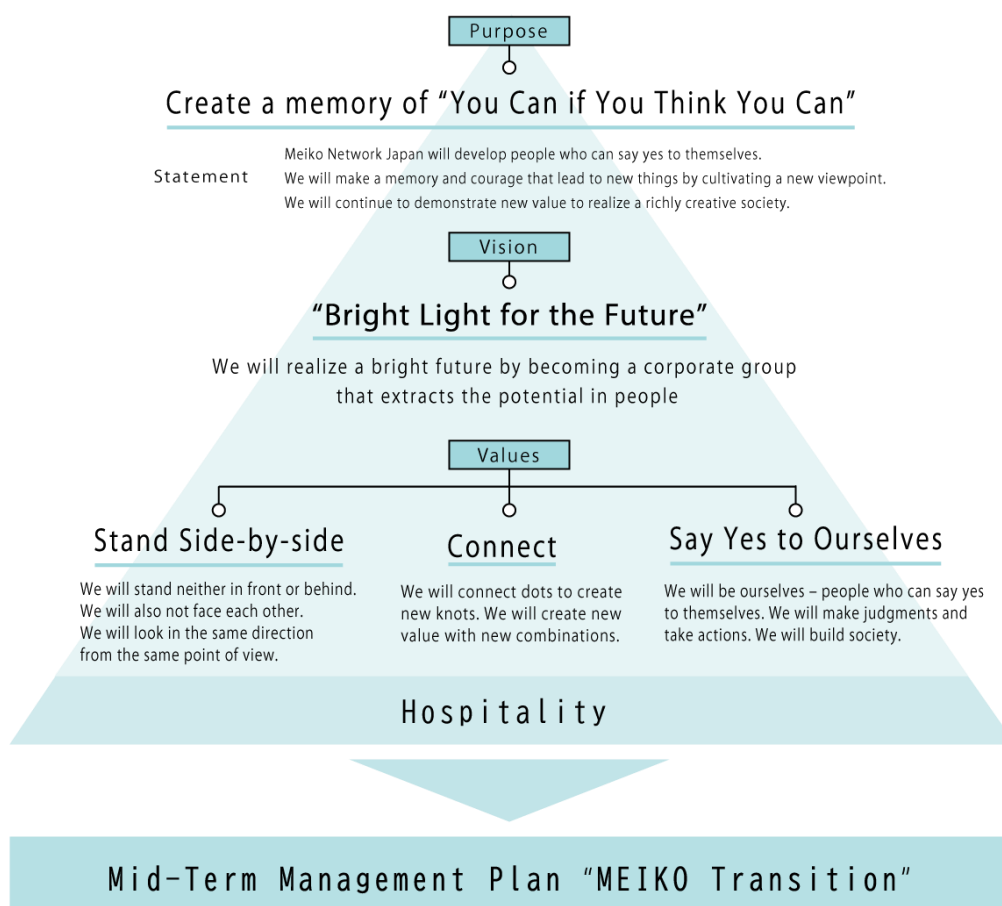 Purpose
Create a memory of “You Can if You Think You Can”
Statement
Meiko Network Japan will develop people who can say yes to themselves.
We will make a memory and courage that lead to new things by cultivating a new viewpoint.
We will continue to demonstrate new value to realize a richly creative society.
Vision
“Bright Light for the Future”
We will realize a bright future by becoming a corporate group
that extracts the potential in people
Values
Stand Side-by-side
We will stand neither in front or behind.
We will also not face each other.
We will look in the same direction
from the same point of view.
Connect
We will connect dots to create
new knots. We will create new
value with new combinations.
Say Yes to Ourselves
We will be ourselves – people who can say yes
to themselves. We will make judgments and
take actions. We will build society.
Hospitality
Mid-Term Management Plan “MEIKO Transition”